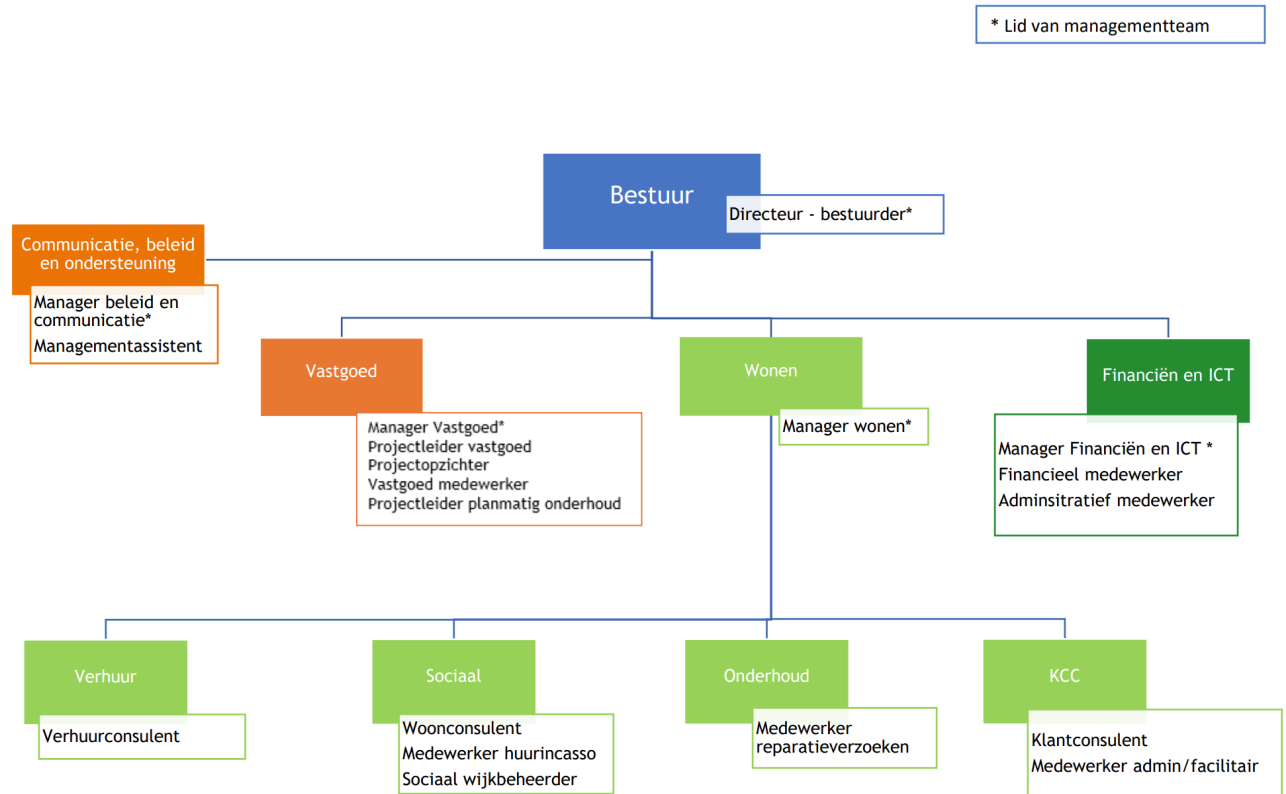 * Lid van managementteam
Bestuur
Directeur - bestuurder*
Communicatie, beleid
en ondersteuning
Manager beleid en
communicatie*
Managementassistent
Vastgoed
Manager Vastgoed*
Projectleider vastgoed
Projectopzichter
Vastgoed medewerker
Projectleider planmatig onderhoud
Wonen
Manager wonen*
Financiën en ICT
Manager Financiën en ICT *
Financieel medewerker
Adminsitratief medewerker
Verhuur
Verhuurconsulent
Sociaal
Woonconsulent
Medewerker huurincasso
Sociaal wijkbeheerder
Onderhoud
Medewerker
reparatieverzoeken
KCC
Klantconsulent
Medewerker admin/facilitair